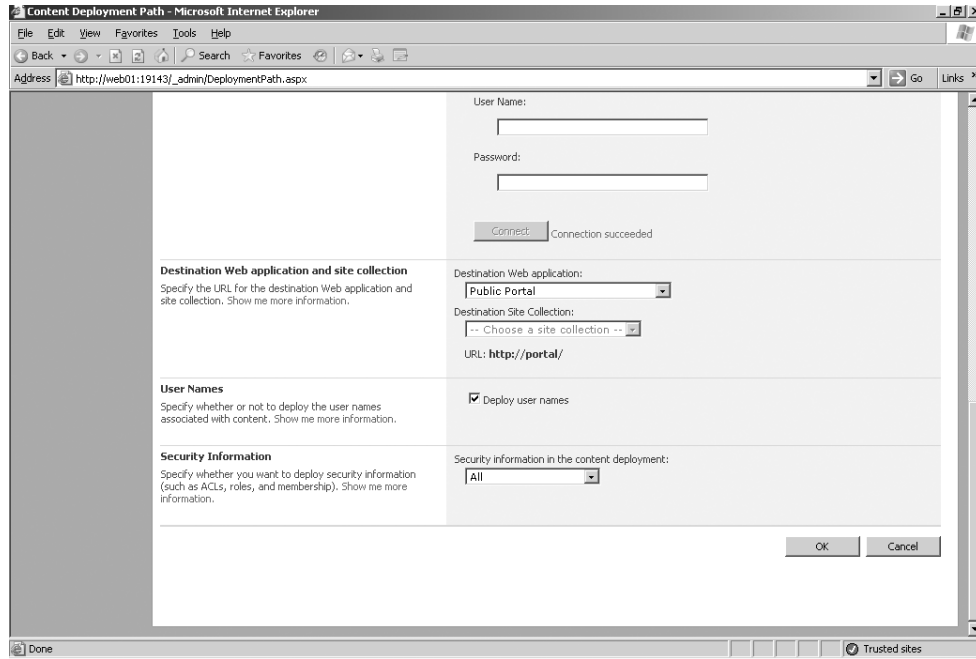 Content Deployment Path - Microsoft Internet Explorer
File Edit View Favorites Tools Help
Back Search Favorites
Address http://web01:19143/_admin/DeploymentPath.aspx Go Links
User Name:
Password:
Connect Connection succeeded
Destination Web application and site collection
Specify the URL for the destination Web application and
site collection. Show me more information.
Destination Web application:
Public Portal
Destination Site Collection:
-- Choose a site collection --
URL: http://portal/
User Names
Specify whether or not to deploy the user names
associated with content. Show me more information.
Deploy user names
Security Information
Specify whether you want to deploy security information
(such as ACLs, roles, and membership). Show me more
information.
Security information in the content deployment:
All
OK Cancel
Done Trusted sites